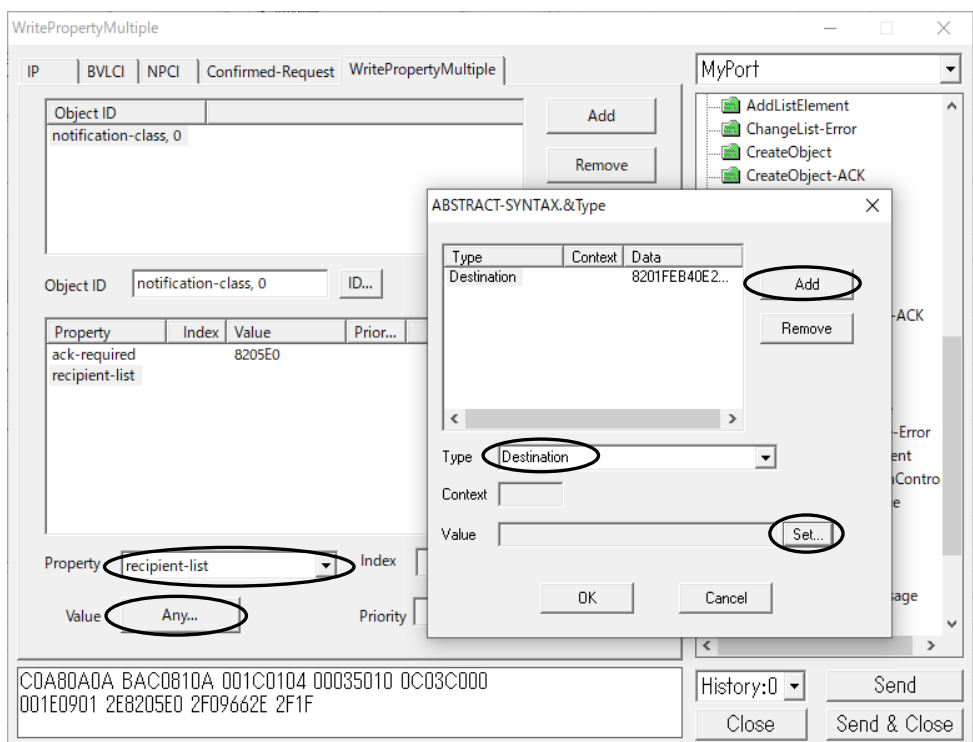 WritePropertyMultiple
IP BVLCI NPCI Confirmed-Request WritePropertyMultiple
Object ID
notification-class, 0
Add
Remove
Object ID notification-class, 0 ID...
Property Index Value Prior...
ack-required 8205E0
recipient-list
Property recipient-list Index
Value Any... Priority
C0A80A0A BAC0810A 001C0104 00035010 0C03C000
001E0901 2E8205E0 2F09662E 2F1F
MyPort
AddListElement
ChangeList-Error
CreateObject
CreateObject-ACK
-ACK
-Error
ent
Contro
e
sage
History:0 Send
Close Send & Close
ABSTRACT-SYNTAX.&Type
Type Context Data
Destination 8201FEB40E2...
Add
Remove
Type Destination
Context
Value Set...
OK Cancel